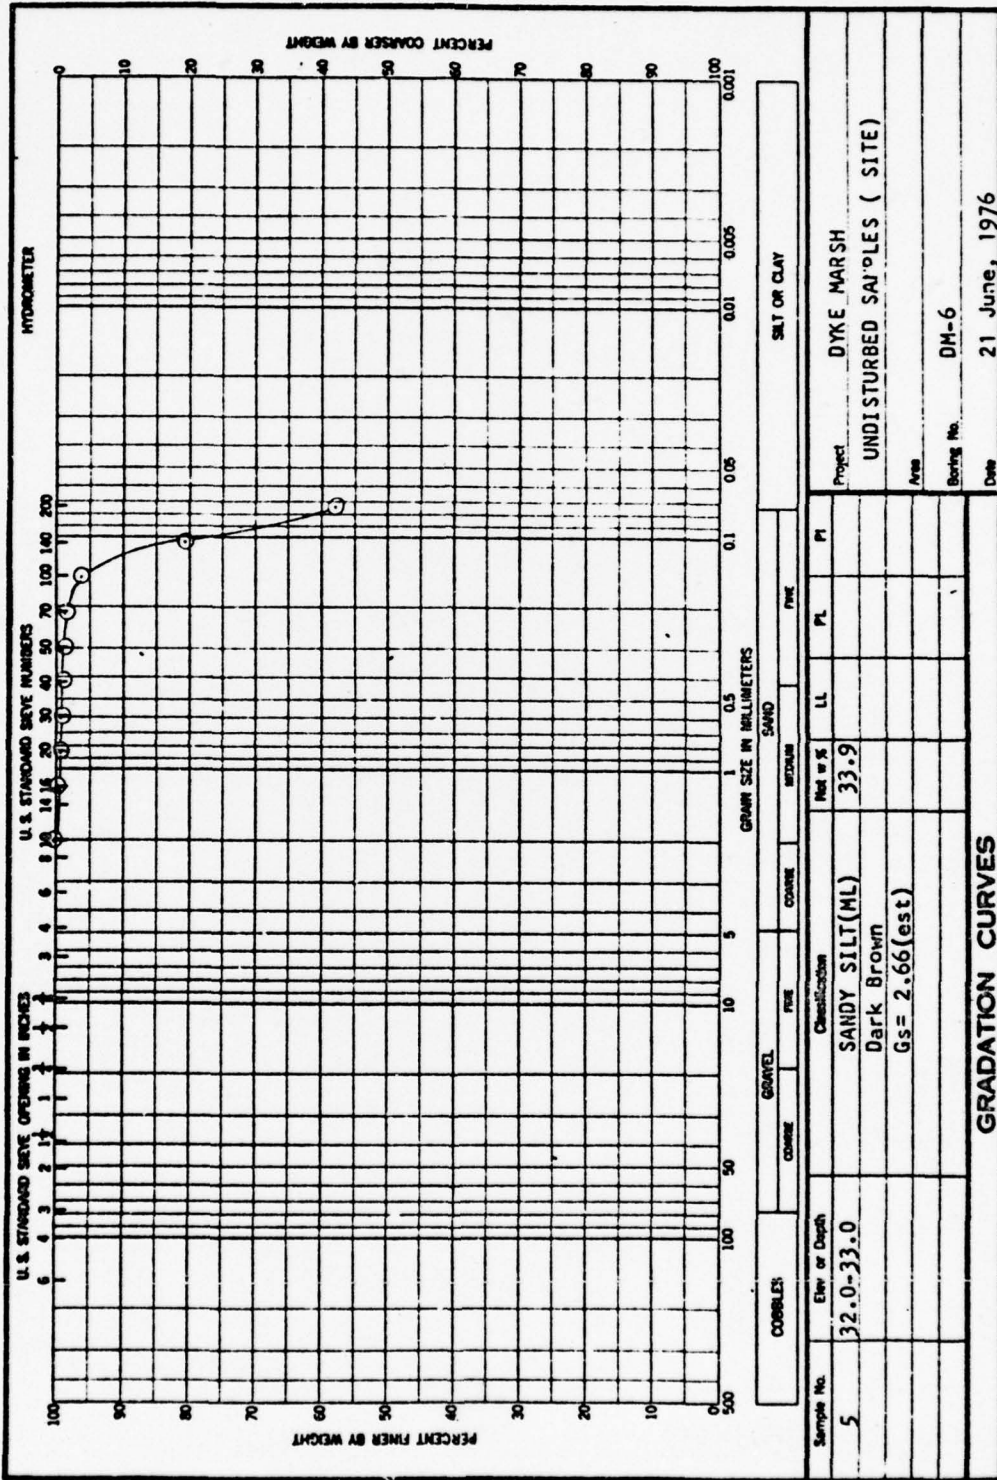 U. S. STANDARD SIEVE OPENING IN INCHES
U. S. STANDARD SIEVE NUMBERS
HYDROMETER
6 4 3 2 1 3 4 6 8 10 14 16 20 30 40 50 70 100 140 200
PERCENT FINER BY WEIGHT
100
90
80
70
60
50
40
30
20
10
0
PERCENT COARSER BY WEIGHT
0
10
20
30
40
50
60
70
80
90
100
500 100 50 10 5 1 0.5 0.1 0.05 0.01 0.005 0.001
GRAIN SIZE IN MILLIMETERS
COBBLES
GRAVEL
COARSE
FINE
SAND
COARSE
MEDIUM
FINE
SILT OR CLAY
Sample No. Elev or Depth Classification Nat w % LL PL PI
5 32.0-33.0 SANDY SILT(ML) 33.9
Dark Brown
Gs= 2.66(est)
Project DYKE MARSH
UNDISTURBED SAMPLES ( SITE)
Area
Boring No. DM-6
Date 21 June, 1976
GRADATION CURVES